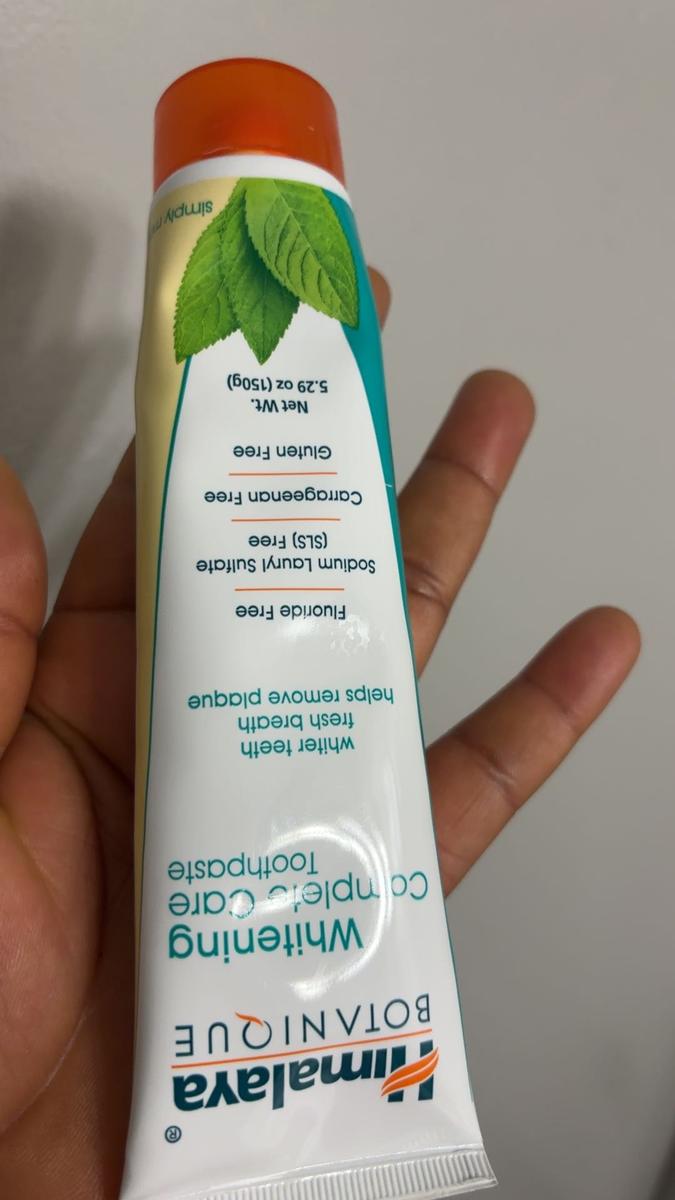 ®
Himalaya
BOTANIQUE
Whitening
Complete Care
Toothpaste
whiter teeth
fresh breath
helps remove plaque
Fluoride Free
Sodium Lauryl Sulfate
(SLS) Free
Carrageenan Free
Gluten Free
Net Wt.
5.29 oz (150g)
simply